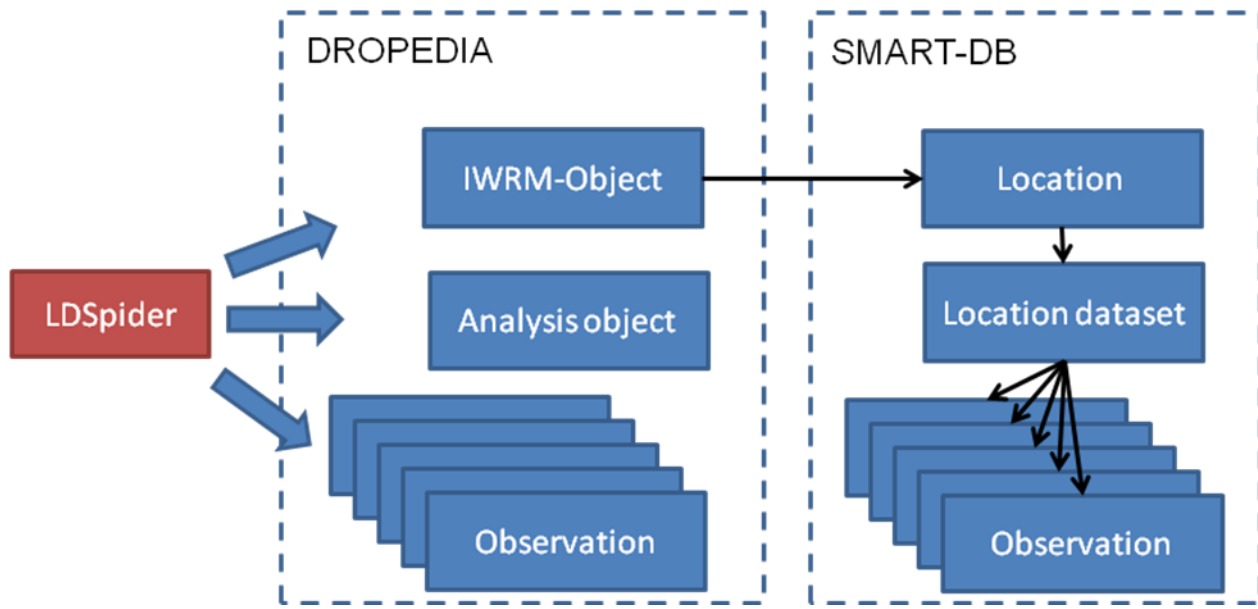 DROPEDIA
SMART-DB
IWRM-Object
Location
LDSpider
Analysis object
Location dataset
Observation
Observation